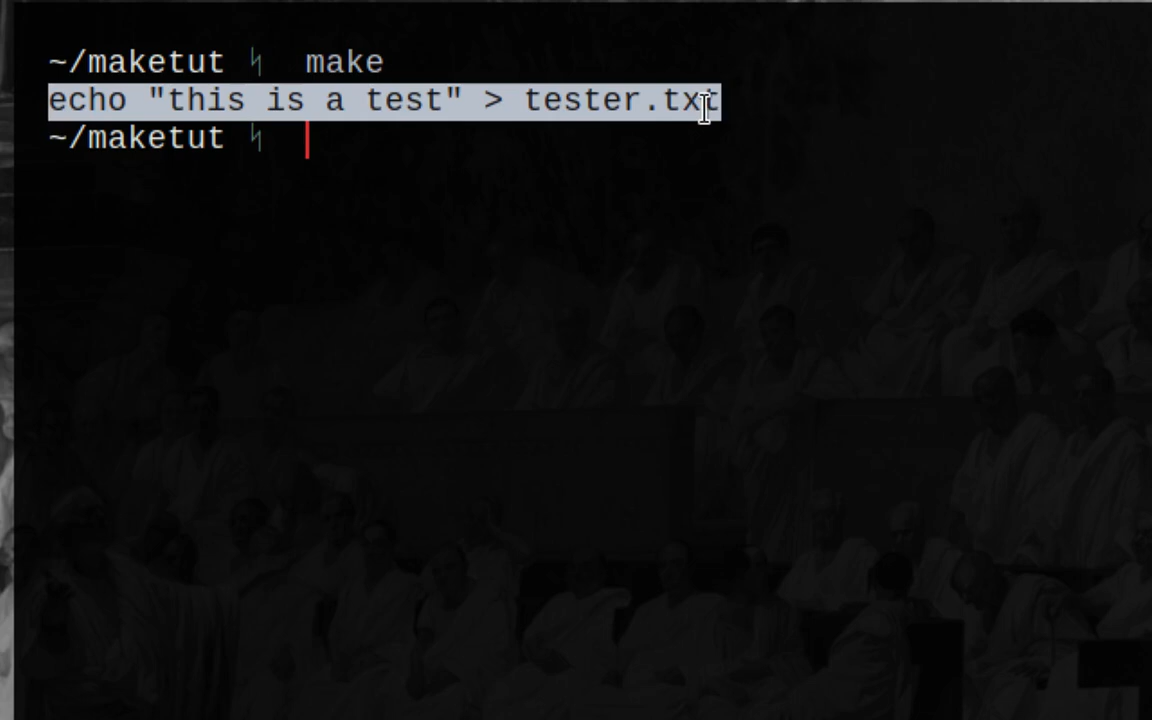 ~/maketut ᛋ make
echo "this is a test" > tester.txt
~/maketut ᛋ